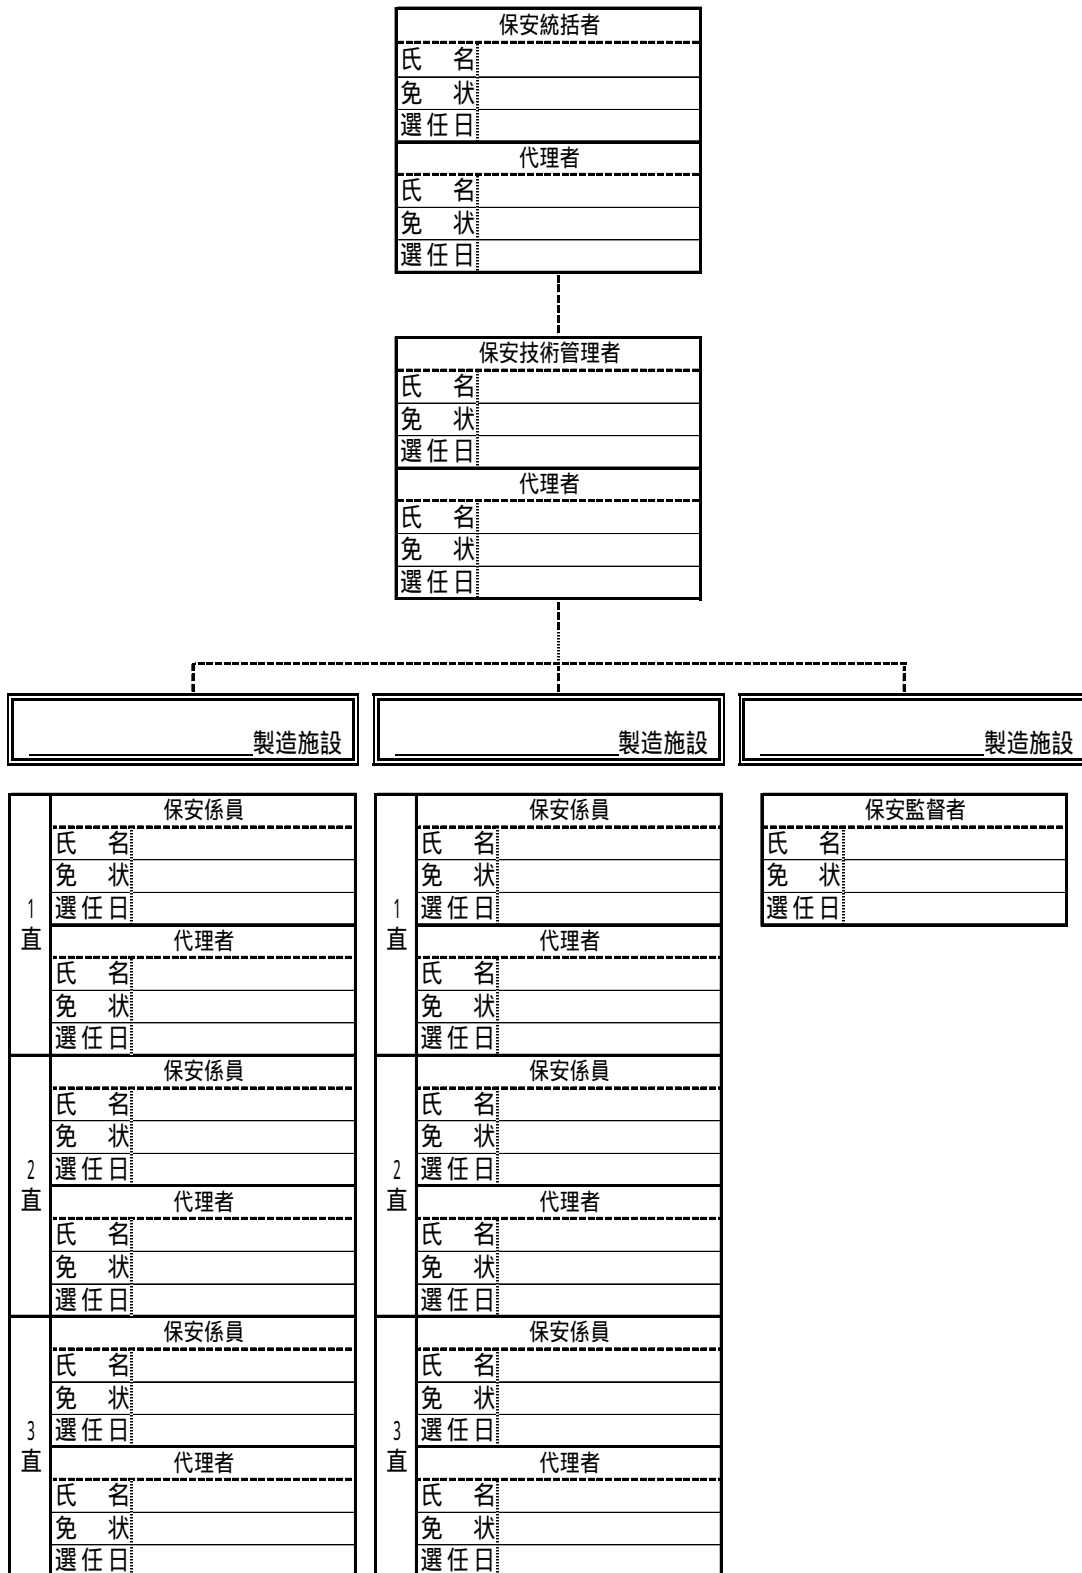 保安統括者
氏 名
免 状
選任日
代理者
氏 名
免 状
選任日
保安技術管理者
氏 名
免 状
選任日
代理者
氏 名
免 状
選任日
製造施設
製造施設
製造施設
1直
保安係員
氏 名
免 状
選任日
代理者
氏 名
免 状
選任日
2直
保安係員
氏 名
免 状
選任日
代理者
氏 名
免 状
選任日
3直
保安係員
氏 名
免 状
選任日
代理者
氏 名
免 状
選任日
1直
保安係員
氏 名
免 状
選任日
代理者
氏 名
免 状
選任日
2直
保安係員
氏 名
免 状
選任日
代理者
氏 名
免 状
選任日
3直
保安係員
氏 名
免 状
選任日
代理者
氏 名
免 状
選任日
保安監督者
氏 名
免 状
選任日